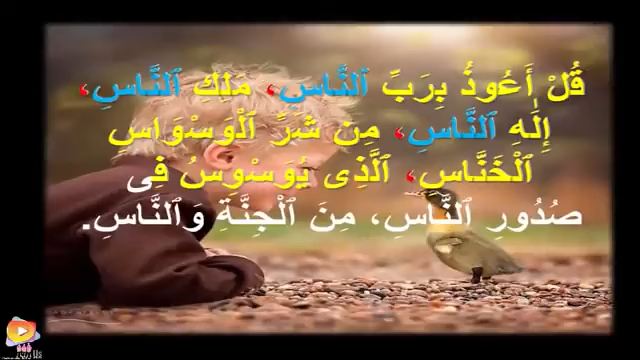 قُلْ أَعُوذُ بِرَبِّ ٱلنَّاسِ، مَلِكِ ٱلنَّاسِ،
إِلَٰهِ ٱلنَّاسِ، مِن شَرِّ ٱلْوَسْوَاسِ
ٱلْخَنَّاسِ، ٱلَّذِى يُوَسْوِسُ فِى
صُدُورِ ٱلنَّاسِ، مِنَ ٱلْجِنَّةِ وَٱلنَّاسِ.